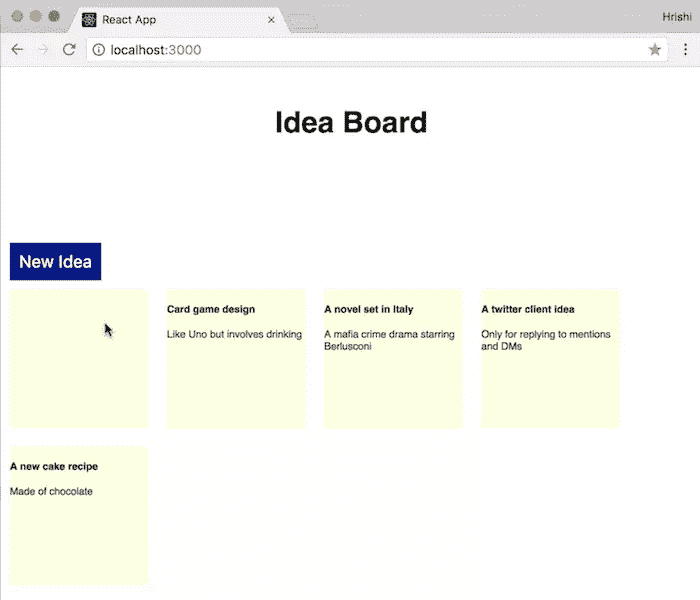 React App
Hrishi
localhost:3000
Idea Board
New Idea
Card game design
Like Uno but involves drinking
A novel set in Italy
A mafia crime drama starring
Berlusconi
A twitter client idea
Only for replying to mentions
and DMs
A new cake recipe
Made of chocolate